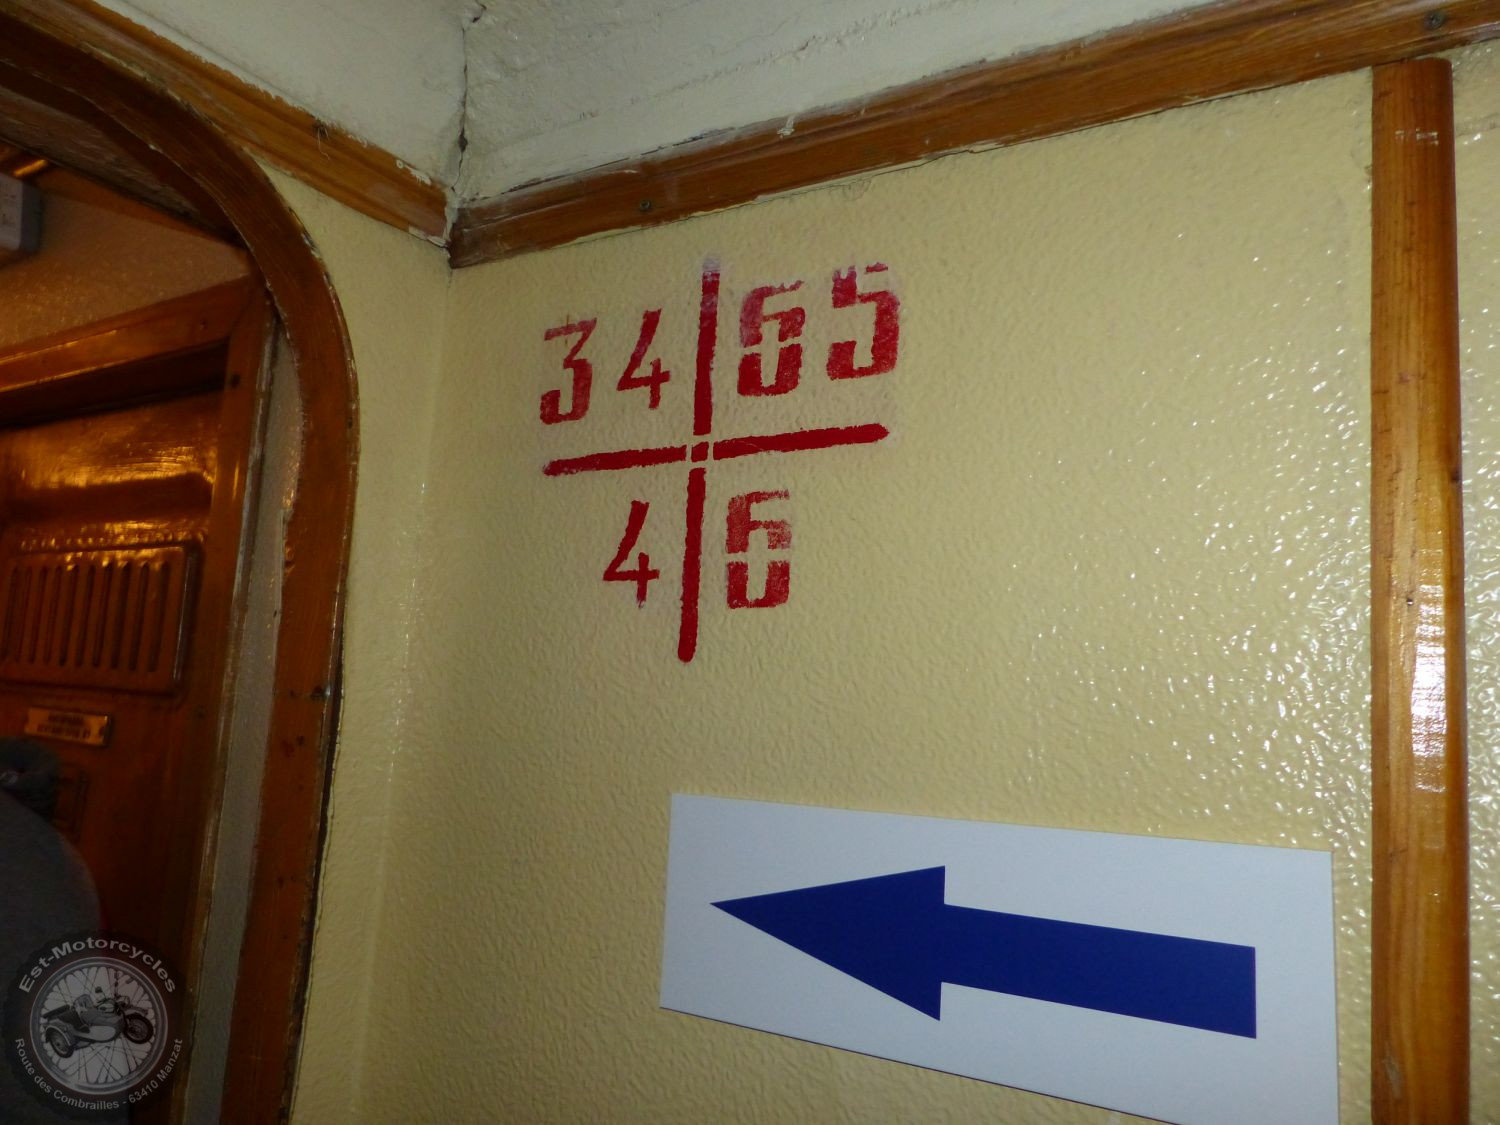 34 65
4 6
Est-Motorcycles
Route des Combrailles - 63410 Manzat